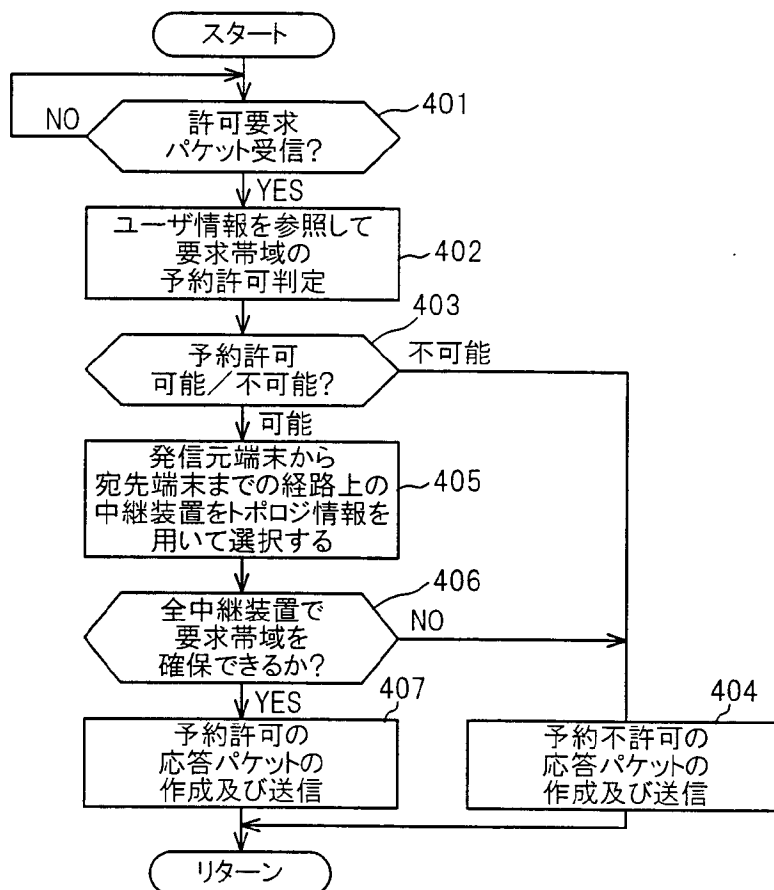 スタート
401
NO
許可要求
パケット受信?
YES
ユーザ情報を参照して
要求帯域の
予約許可判定
402
403
予約許可
可能/不可能?
不可能
可能
発信元端末から
宛先端末までの経路上の
中継装置をトポロジ情報を
用いて選択する
405
406
全中継装置で
要求帯域を
確保できるか?
NO
YES
407
予約許可の
応答パケットの
作成及び送信
404
予約不許可の
応答パケットの
作成及び送信
リターン